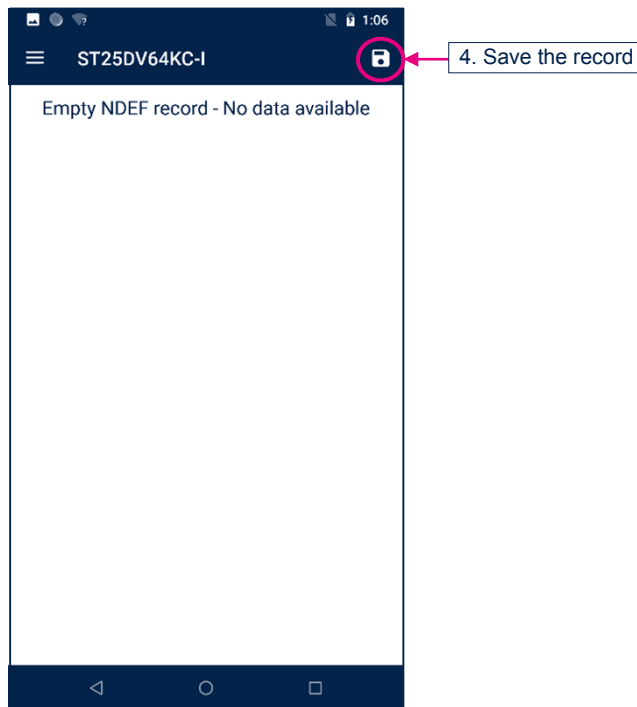 1:06
ST25DV64KC-I
4. Save the record
Empty NDEF record - No data available